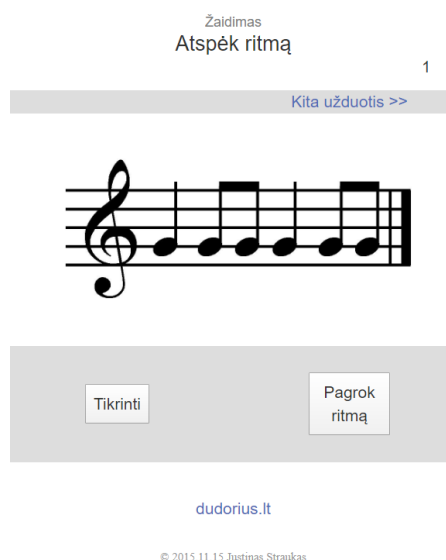 Žaidimas
Atspėk ritmą
1
Kita užduotis >>
Tikrinti
Pagrok
ritmą
dudorius.lt
© 2015.11.15 Justinas Straukas